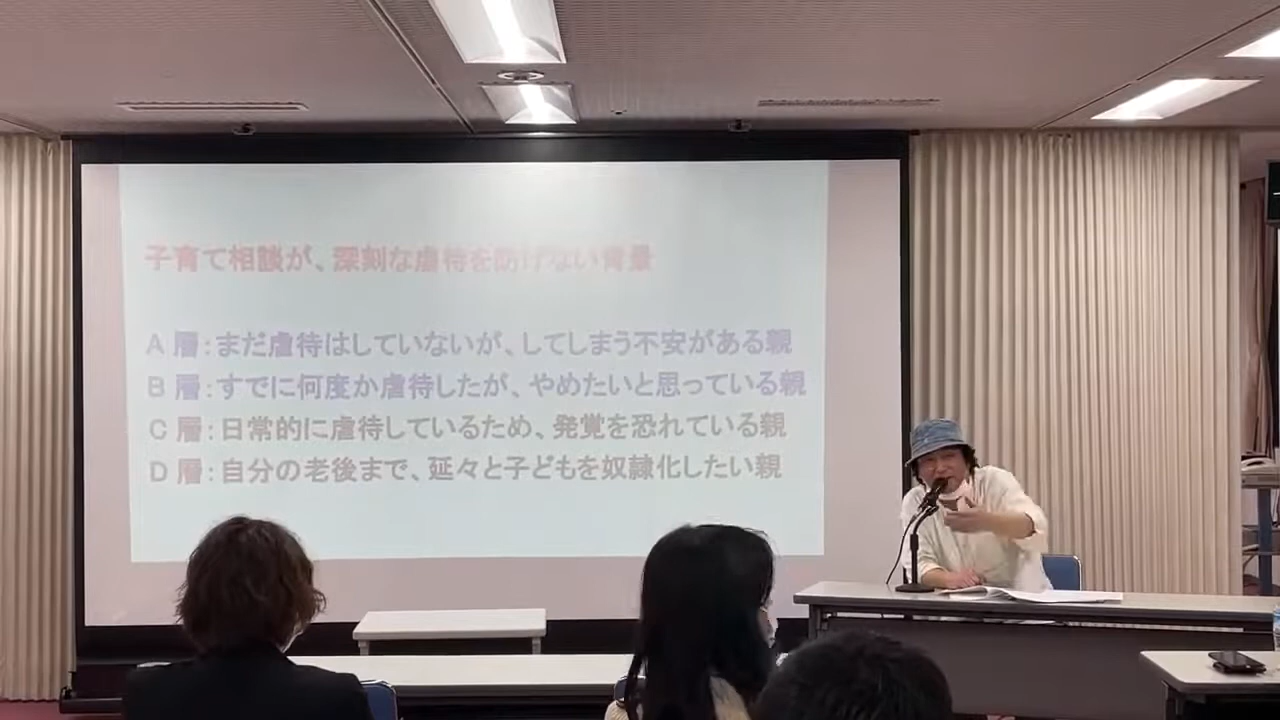 子育て相談が、深刻な虐待を防げない背景
A 層：まだ虐待はしていないが、してしまう不安がある親
B 層：すでに何度か虐待したが、やめたいと思っている親
C 層：日常的に虐待しているため、発覚を恐れている親
D 層：自分の老後まで、延々と子どもを奴隷化したい親